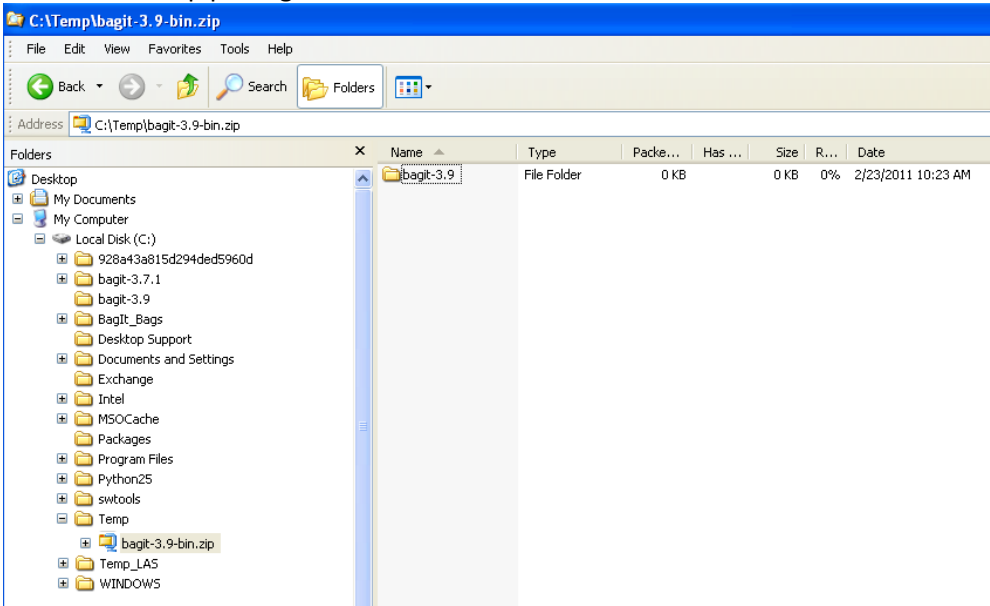 C:\Temp\bagit-3.9-bin.zip
File Edit View Favorites Tools Help
Back Search Folders
Address C:\Temp\bagit-3.9-bin.zip
Folders × Name Type Packe... Has ... Size R... Date
Desktop bagit-3.9 File Folder 0 KB 0 KB 0% 2/23/2011 10:23 AM
My Documents
My Computer
Local Disk (C:)
928a43a815d294ded5960d
bagit-3.7.1
bagit-3.9
BagIt_Bags
Desktop Support
Documents and Settings
Exchange
Intel
MSOCache
Packages
Program Files
Python25
swtools
Temp
bagit-3.9-bin.zip
Temp_LAS
WINDOWS